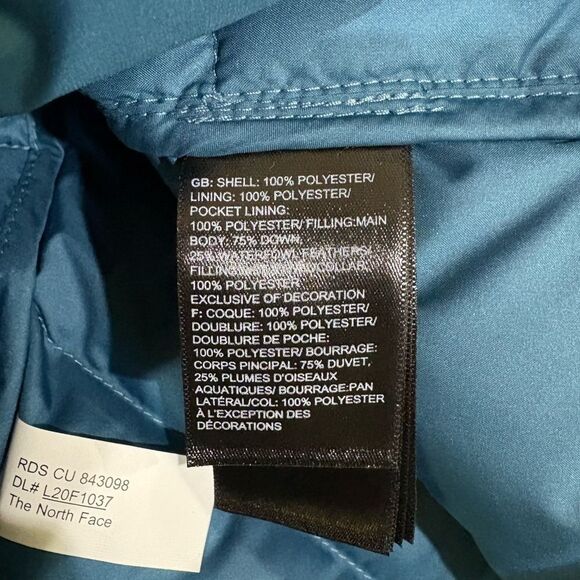 GB: SHELL: 100% POLYESTER/
LINING: 100% POLYESTER/
POCKET LINING:
100% POLYESTER/ FILLING:MAIN
BODY: 75% DOWN,
25% WATERFOWL FEATHERS/
FILLING: COLLAR:
100% POLYESTER
EXCLUSIVE OF DECORATION
F: COQUE: 100% POLYESTER/
DOUBLURE: 100% POLYESTER/
DOUBLURE DE POCHE:
100% POLYESTER/ BOURRAGE:
CORPS PINCIPAL: 75% DUVET,
25% PLUMES D'OISEAUX
AQUATIQUES/ BOURRAGE:PAN
LATÉRAL/COL: 100% POLYESTER
À L'EXCEPTION DES
DÉCORATIONS
RDS CU 843098
DL# L20F1037
The North Face